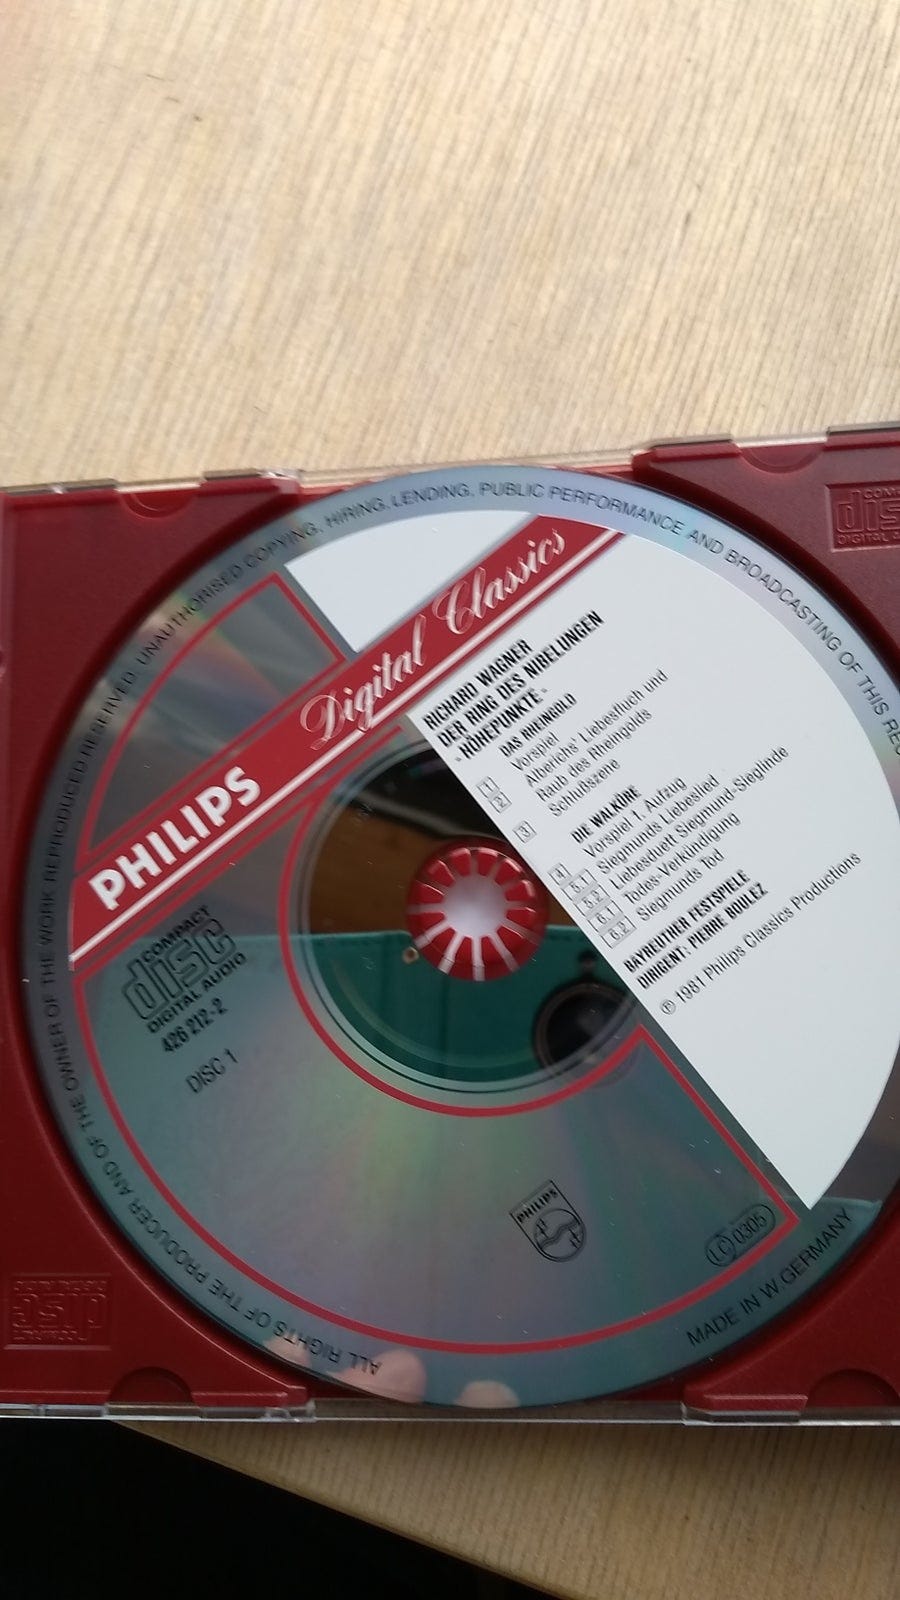 PHILIPS Digital Classics
RICHARD WAGNER
DER RING DES NIBELUNGEN
- HÖHEPUNKTE -
DAS RHEINGOLD
1 Vorspiel
2 Alberichs' Liebesfluch und
Raub des Rheingolds
3 Schlußszene
DIE WALKÜRE
4 Vorspiel 1. Aufzug
5.1 Siegmunds Liebeslied
5.2 Liebesduett Siegmund-Sieglinde
6.1 Todes-Verkündigung
6.2 Siegmunds Tod
BAYREUTHER FESTSPIELE
DIRIGENT: PIERRE BOULEZ
℗ 1981 Philips Classics Productions
COMPACT
disc
DIGITAL AUDIO
426 212-2
DISC 1
PHILIPS
LC 0305
ALL RIGHTS OF THE PRODUCER AND OF THE OWNER OF THE WORK REPRODUCED RESERVED UNAUTHORISED COPYING, HIRING, LENDING, PUBLIC PERFORMANCE AND BROADCASTING OF THIS REC
MADE IN W. GERMANY